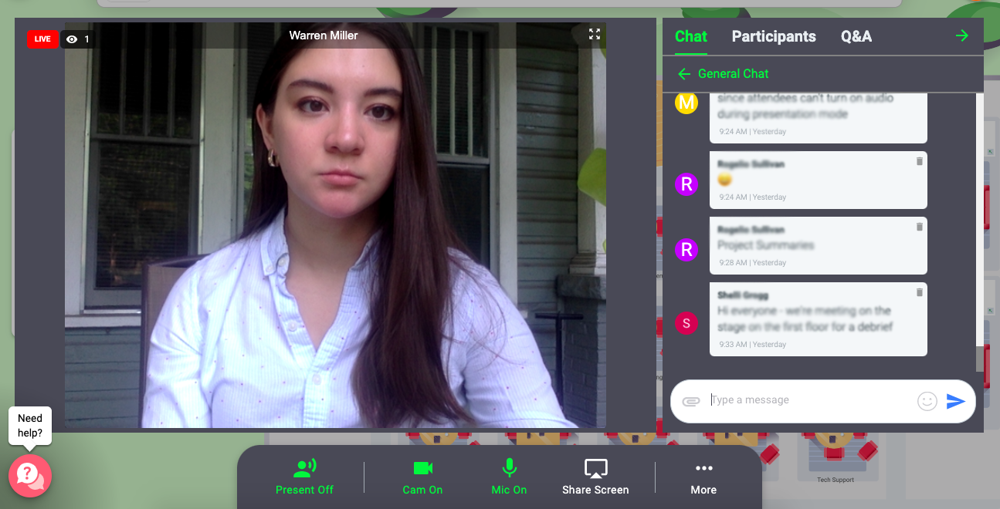 LIVE
1
Warren Miller
Chat
Participants
Q&A
General Chat
M
since attendees can't turn on audio
during presentation mode
9:24 AM | Yesterday
R
Rogelio Sullivan
9:24 AM | Yesterday
R
Rogelio Sullivan
Project Summaries
9:28 AM | Yesterday
S
Shelli Grogg
Hi everyone - we're meeting on the
stage on the first floor for a debrief
9:33 AM | Yesterday
Type a message
Need
help?
?
Present Off
Cam On
Mic On
Share Screen
More
Tech Support